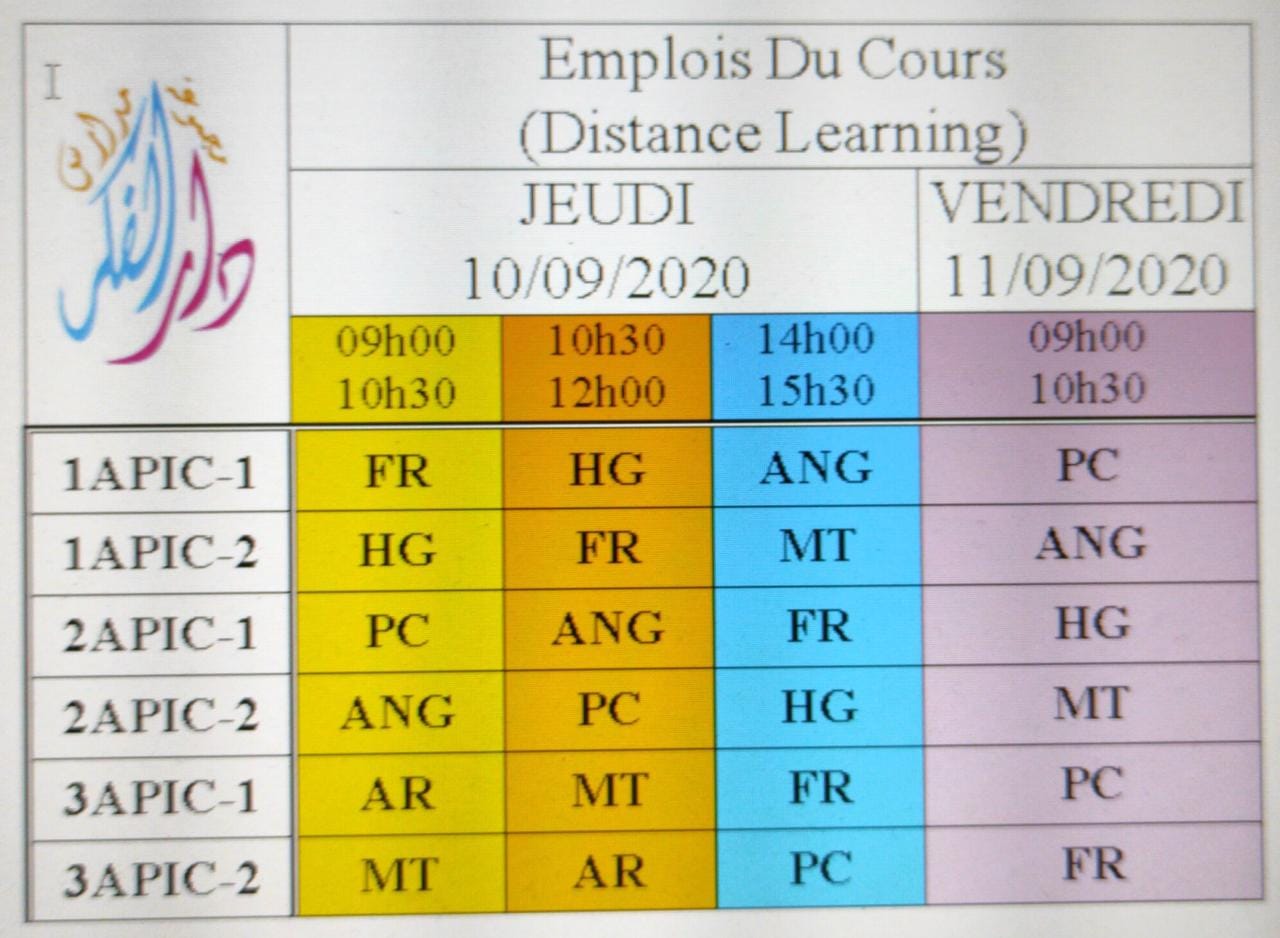 مجموعة مدارس
دار الفكر
Emplois Du Cours
(Distance Learning)
JEUDI VENDREDI
10/09/2020 11/09/2020
09h00 10h30 14h00 09h00
10h30 12h00 15h30 10h30
1APIC-1 FR HG ANG PC
1APIC-2 HG FR MT ANG
2APIC-1 PC ANG FR HG
2APIC-2 ANG PC HG MT
3APIC-1 AR MT FR PC
3APIC-2 MT AR PC FR